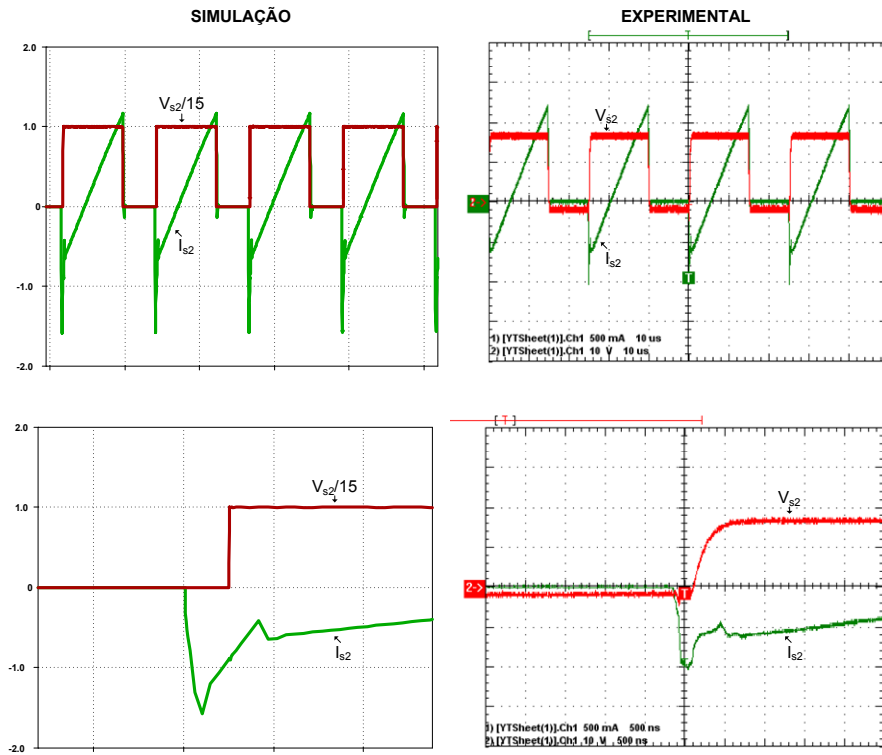 SIMULAÇÃO
EXPERIMENTAL
2.0
1.0
0
-1.0
-2.0
Vs2/15
Is2
T
Vs2
Is2
T
1) [YTSheet(1)].Ch1 500 mA 10 us
2) [YTSheet(1)].Ch1 10 V 10 us
2.0
1.0
0
-1.0
-2.0
Vs2/15
Is2
[ T ]
Vs2
2->
T
Is2
1) [YTSheet(1)].Ch1 500 mA 500 ns
2) [YTSheet(1)].Ch1 10 V 500 ns